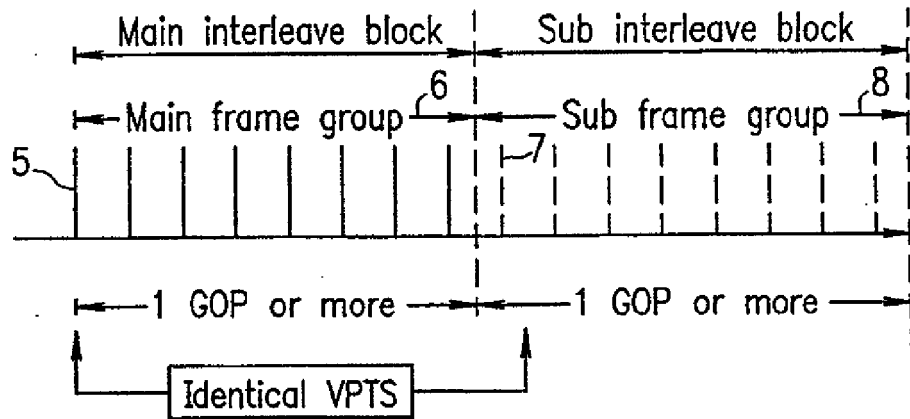 Main interleave block Sub interleave block
6 8
Main frame group Sub frame group
5 7
1 GOP or more 1 GOP or more
Identical VPTS